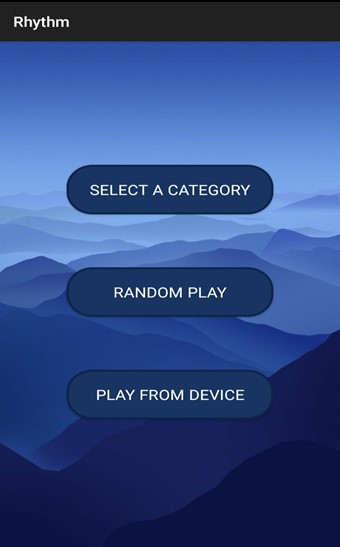 Rhythm
SELECT A CATEGORY
RANDOM PLAY
PLAY FROM DEVICE